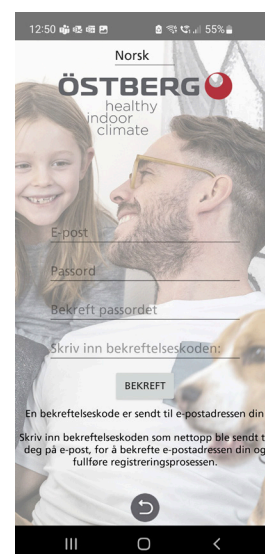 12:50 55%
Norsk
ÖSTBERG
healthy
indoor
climate
E-post
Passord
Bekreft passordet
Skriv inn bekreftelseskoden:
BEKREFT
En bekreftelseskode er sendt til e-postadressen din
Skriv inn bekreftelseskoden som nettopp ble sendt t
deg på e-post, for å bekrefte e-postadressen din og
fullføre registreringsprosessen.